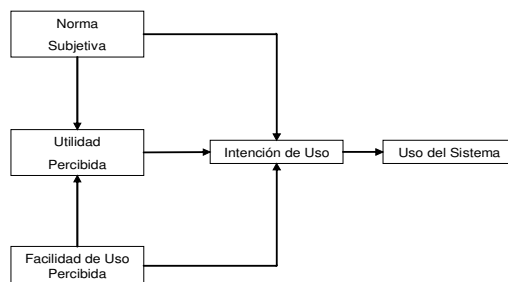 Norma
Subjetiva
Utilidad
Percibida
Intención de Uso
Uso del Sistema
Facilidad de Uso
Percibida